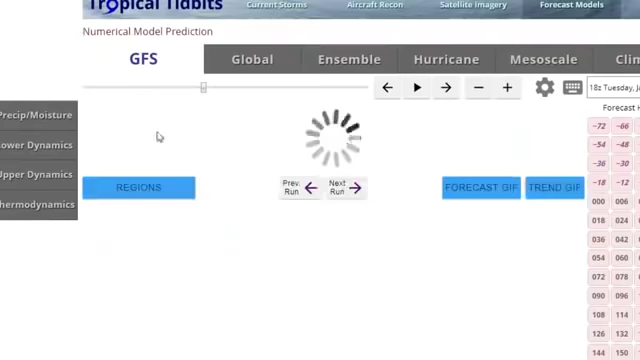 Tropical Tidbits
Current Storms Aircraft Recon Satellite Imagery Forecast Models
Numerical Model Prediction
GFS Global Ensemble Hurricane Mesoscale
18z Tuesday,
Forecast
Precip/Moisture
Dynamics
Upper Dynamics
REGIONS
Prev. Run Next Run
FORECAST GIF TREND GIF
−72 −66
−54 −48
−36 −30
−18 −12
000 006
018 024
036 042
054 060
072 078
090 096
108 114
126 132
144 150